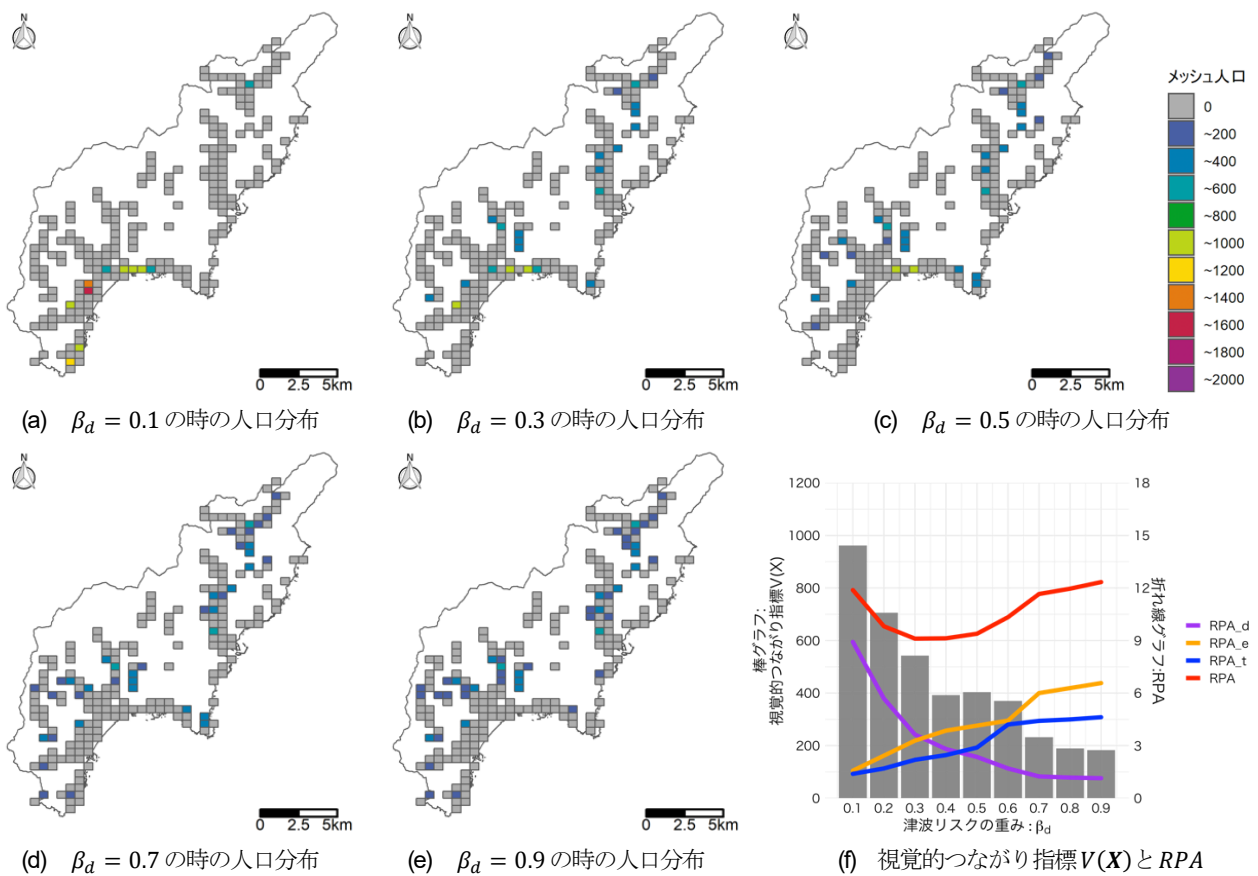 N
0 2.5 5km
(a) β_d = 0.1 の時の人口分布
N
0 2.5 5km
(b) β_d = 0.3 の時の人口分布
N
0 2.5 5km
(c) β_d = 0.5 の時の人口分布
メッシュ人口
0
~200
~400
~600
~800
~1000
~1200
~1400
~1600
~1800
~2000
N
0 2.5 5km
(d) β_d = 0.7 の時の人口分布
N
0 2.5 5km
(e) β_d = 0.9 の時の人口分布
棒グラフ:
視覚的つながり指標V(X)
1200
1000
800
600
400
200
0
18
15
12
9
6
3
0
折れ線グラフ:RPA
0.1 0.2 0.3 0.4 0.5 0.6 0.7 0.8 0.9
津波リスクの重み:β_d
RPA_d
RPA_e
RPA_t
RPA
(f) 視覚的つながり指標V(X)とRPA